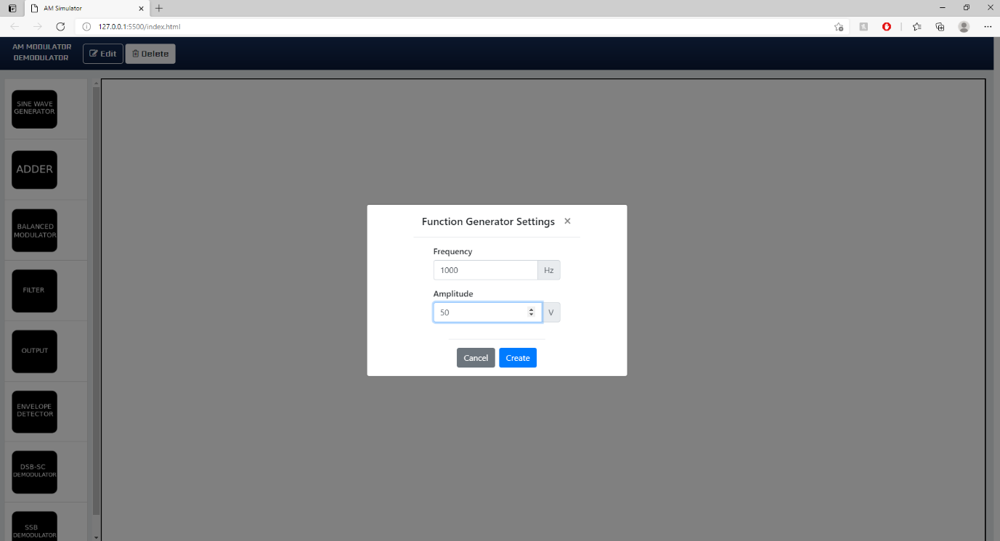 AM Simulator
127.0.0.1:5500/index.html
AM MODULATOR
DEMODULATOR
Edit
Delete
SINE WAVE
GENERATOR
ADDER
BALANCED
MODULATOR
FILTER
OUTPUT
ENVELOPE
DETECTOR
DSB-SC
DEMODULATOR
SSB
DEMODULATOR
Function Generator Settings
Frequency
1000 Hz
Amplitude
50 V
Cancel
Create